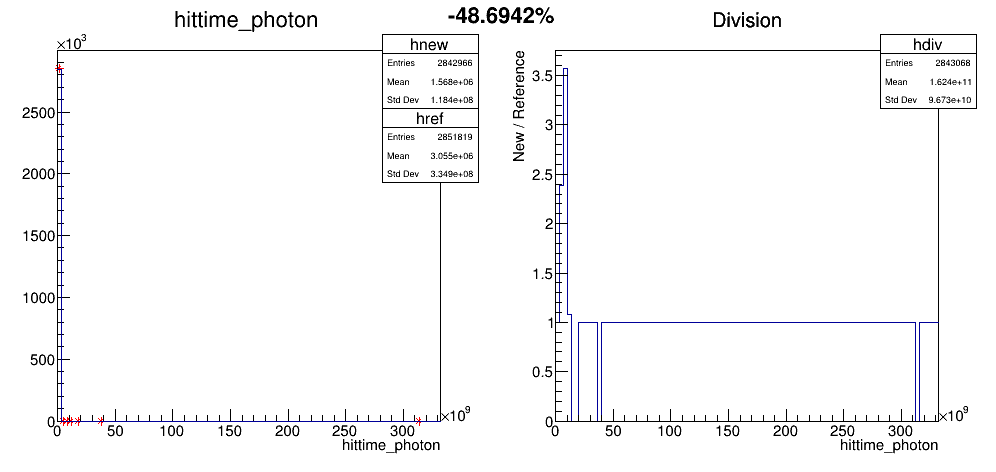 -48.6942%
hittime_photon
×10³
hnew
Entries 2842966
Mean 1.568e+06
Std Dev 1.184e+08
href
Entries 2851819
Mean 3.055e+06
Std Dev 3.349e+08
2500
2000
1500
1000
500
0
0 50 100 150 200 250 300
×10⁹
hittime_photon
Division
hdiv
Entries 2843068
Mean 1.624e+11
Std Dev 9.673e+10
New / Reference
3.5
3
2.5
2
1.5
1
0.5
0
0 50 100 150 200 250 300
×10⁹
hittime_photon